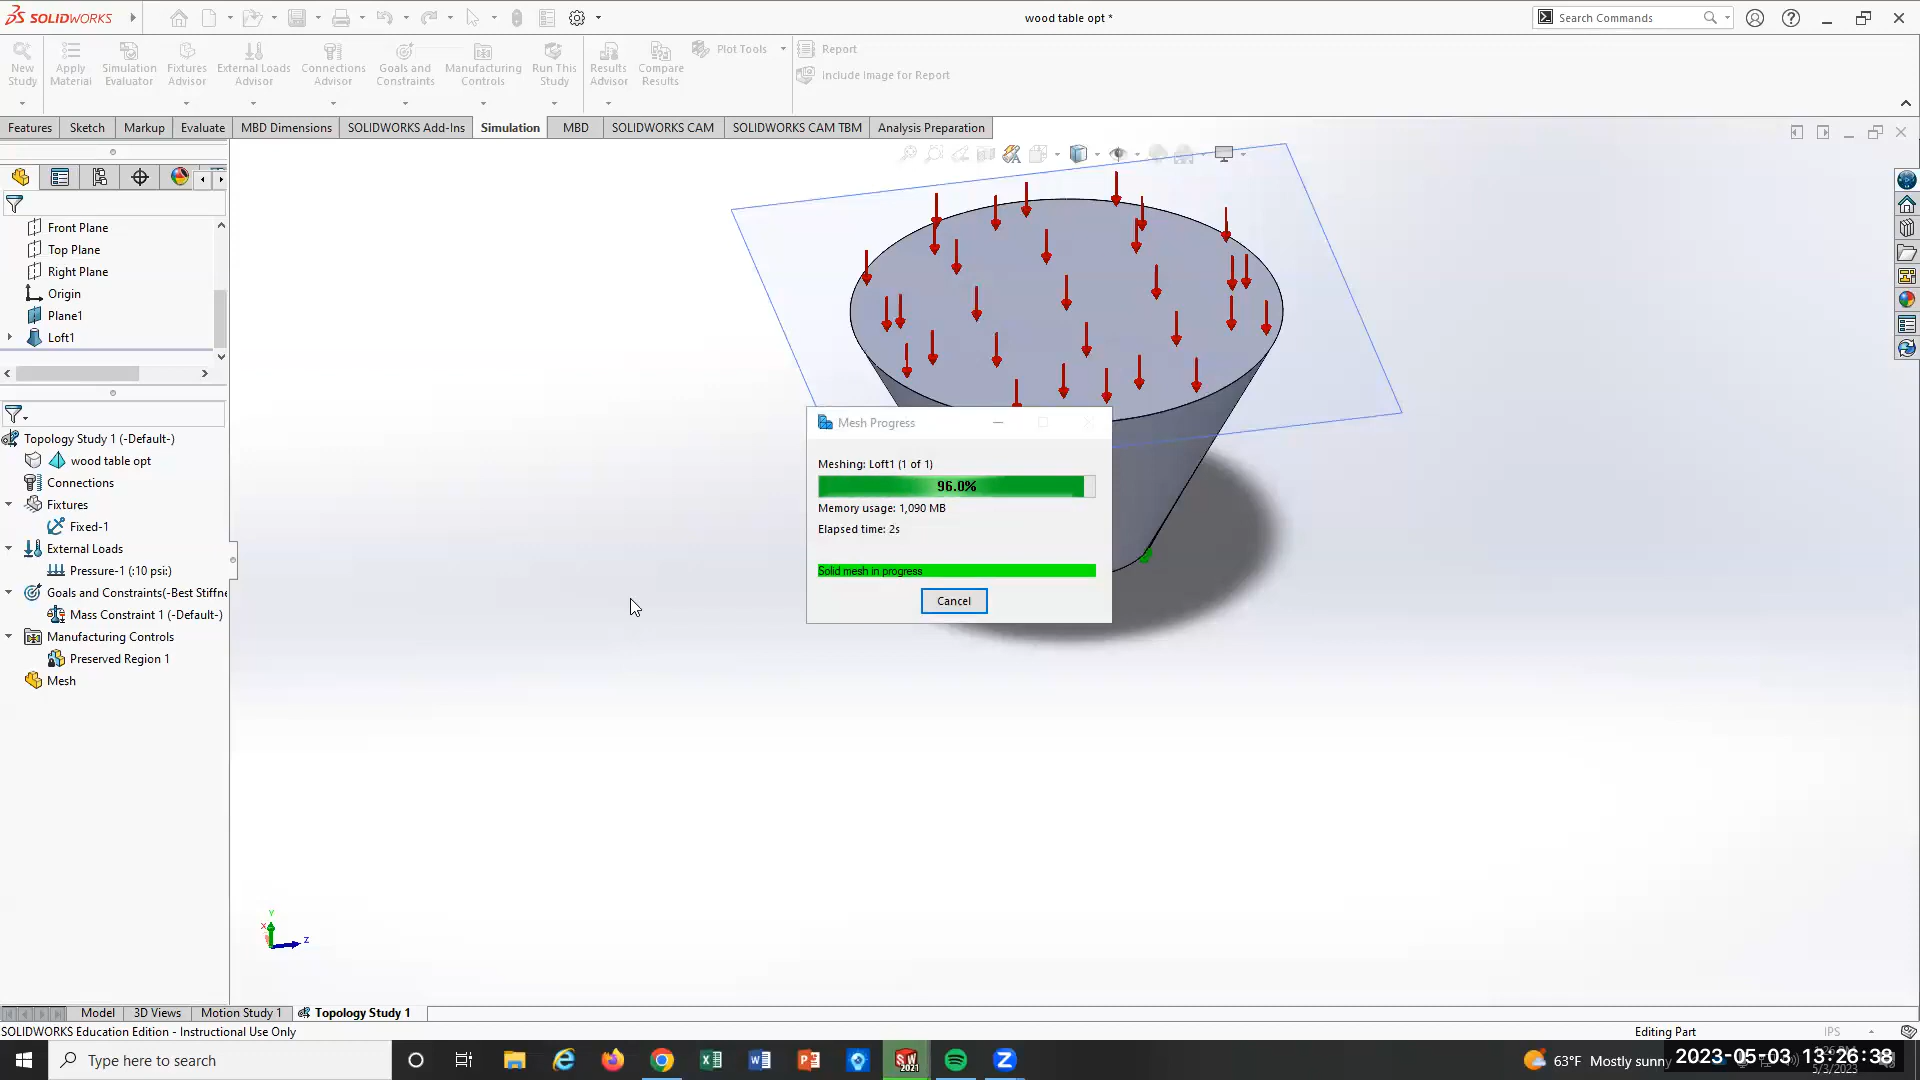 SOLIDWORKS
wood table opt *
Search Commands
New Study
Apply Material
Simulation Evaluator
Fixtures Advisor
External Loads Advisor
Connections Advisor
Goals and Constraints
Manufacturing Controls
Run This Study
Results Advisor
Compare Results
Plot Tools
Report
Include Image for Report
Features
Sketch
Markup
Evaluate
MBD Dimensions
SOLIDWORKS Add-Ins
Simulation
MBD
SOLIDWORKS CAM
SOLIDWORKS CAM TBM
Analysis Preparation
Front Plane
Top Plane
Right Plane
Origin
Plane1
Loft1
Topology Study 1 (-Default-)
wood table opt
Connections
Fixtures
Fixed-1
External Loads
Pressure-1 (:10 psi:)
Goals and Constraints(-Best Stiffne
Mass Constraint 1 (-Default-)
Manufacturing Controls
Preserved Region 1
Mesh
Mesh Progress
Meshing: Loft1 (1 of 1)
96.0%
Memory usage: 1,090 MB
Elapsed time: 2s
Solid mesh in progress
Cancel
Y
X
Z
Model
3D Views
Motion Study 1
Topology Study 1
SOLIDWORKS Education Edition - Instructional Use Only
Editing Part
IPS
Type here to search
SW 2021
63°F Mostly sunny
2023-05-03 13:26:38
5/3/2023